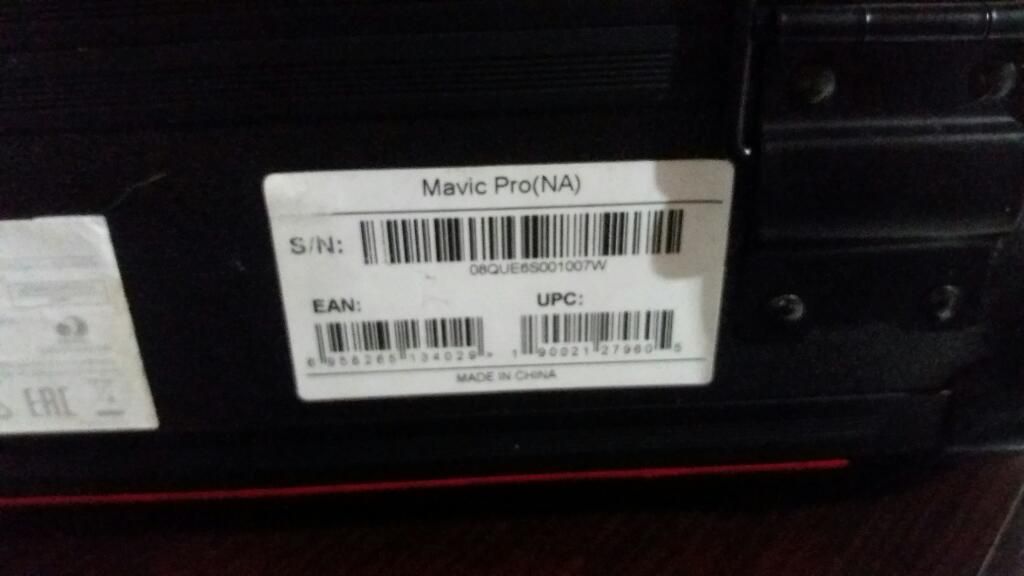 Mavic Pro(NA)
S/N:
08QUE6S001007W
EAN: UPC:
6 958265 134029 > 1 90021 27960 5
MADE IN CHINA
EAC